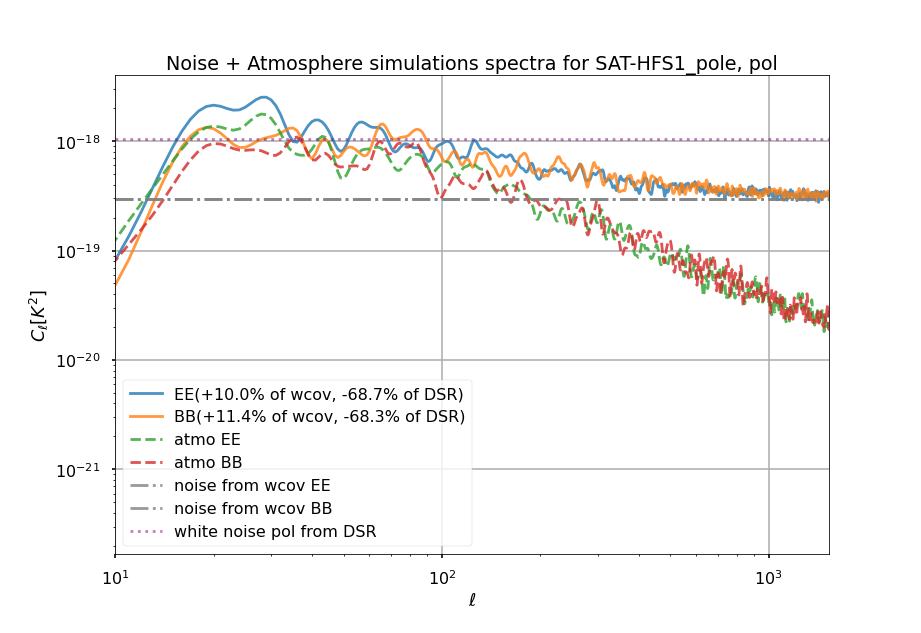 Noise + Atmosphere simulations spectra for SAT-HFS1_pole, pol
10⁻¹⁸
10⁻¹⁹
10⁻²⁰
10⁻²¹
C_ℓ[K²]
EE(+10.0% of wcov, -68.7% of DSR)
BB(+11.4% of wcov, -68.3% of DSR)
atmo EE
atmo BB
noise from wcov EE
noise from wcov BB
white noise pol from DSR
10¹ 10² 10³
ℓ